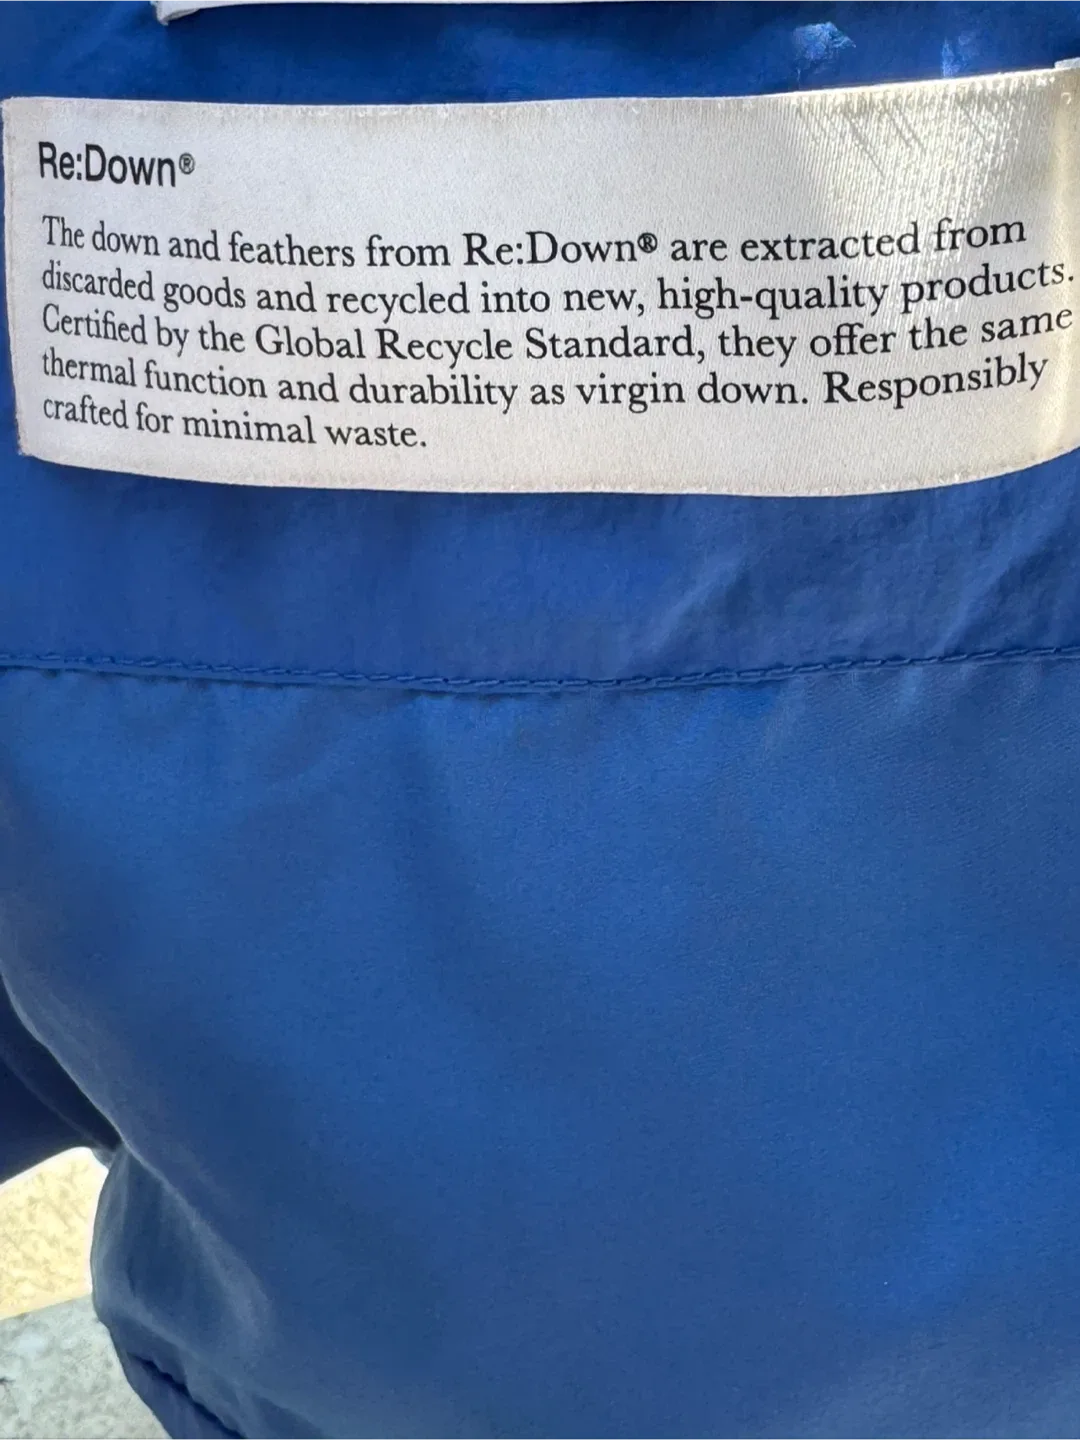 Re:Down®
The down and feathers from Re:Down® are extracted from
discarded goods and recycled into new, high-quality products.
Certified by the Global Recycle Standard, they offer the same
thermal function and durability as virgin down. Responsibly
crafted for minimal waste.